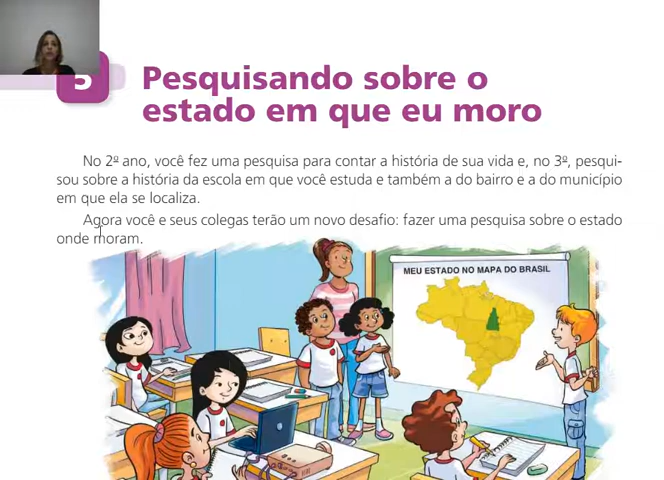 5
Pesquisando sobre o
estado em que eu moro
No 2º ano, você fez uma pesquisa para contar a história de sua vida e, no 3º, pesqui-
sou sobre a história da escola em que você estuda e também a do bairro e a do município
em que ela se localiza.
Agora você e seus colegas terão um novo desafio: fazer uma pesquisa sobre o estado
onde moram.
MEU ESTADO NO MAPA DO BRASIL